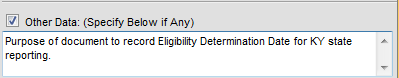 Other Data: (Specify Below if Any)
Purpose of document to record Eligibility Determination Date for KY state
reporting.